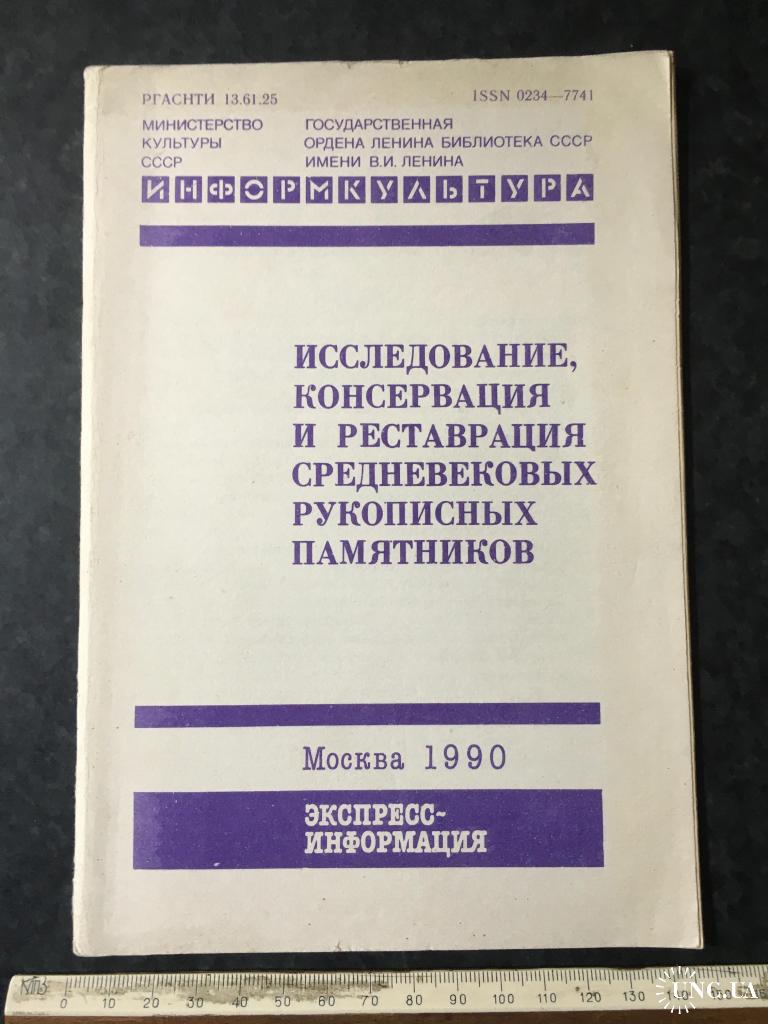 РГАСНТИ 13.61.25
ISSN 0234—7741
МИНИСТЕРСТВО
КУЛЬТУРЫ
СССР
ГОСУДАРСТВЕННАЯ
ОРДЕНА ЛЕНИНА БИБЛИОТЕКА СССР
ИМЕНИ В.И. ЛЕНИНА
ИНФОРМКУЛЬТУРА
ИССЛЕДОВАНИЕ,
КОНСЕРВАЦИЯ
И РЕСТАВРАЦИЯ
СРЕДНЕВЕКОВЫХ
РУКОПИСНЫХ
ПАМЯТНИКОВ
Москва 1990
ЭКСПРЕСС-
ИНФОРМАЦИЯ
0 10 20 30 40 50 60 70 80 90 100 110 120 130 140 150
UNC.UA